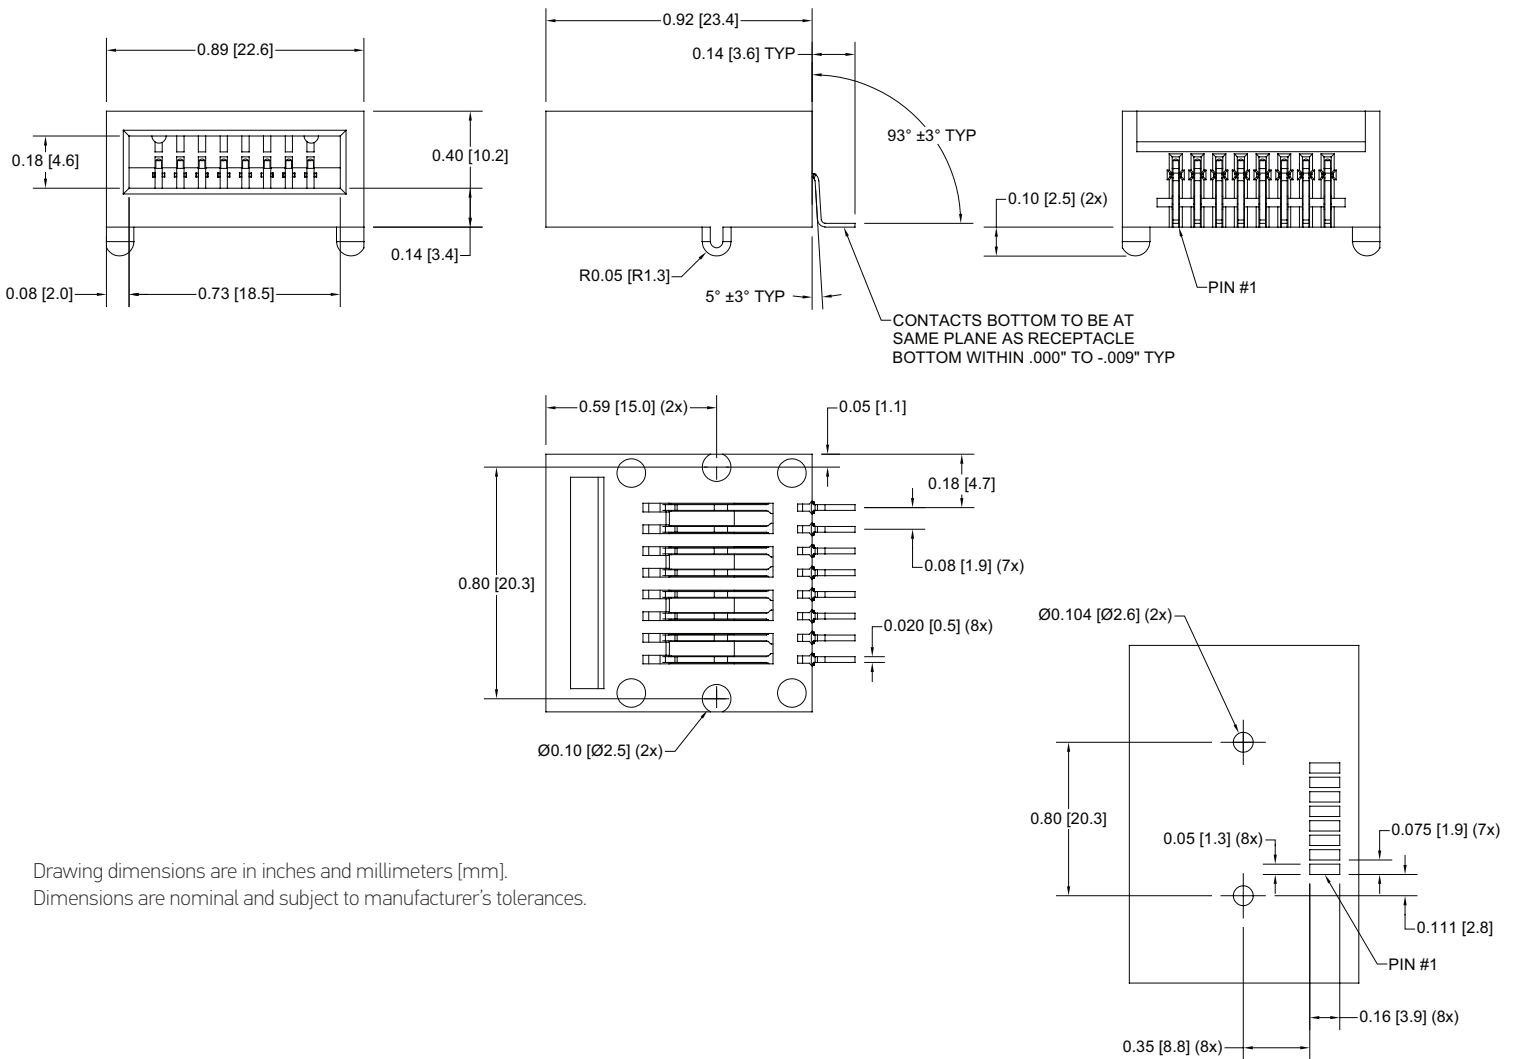 0.92 [23.4]
0.89 [22.6]
0.14 [3.6] TYP
93° ±3° TYP
0.18 [4.6]
0.40 [10.2]
0.10 [2.5] (2x)
0.14 [3.4]
R0.05 [R1.3]
0.08 [2.0]
0.73 [18.5]
5° ±3° TYP
PIN #1
CONTACTS BOTTOM TO BE AT
SAME PLANE AS RECEPTACLE
BOTTOM WITHIN .000" TO -.009" TYP
0.59 [15.0] (2x)
0.05 [1.1]
0.18 [4.7]
0.08 [1.9] (7x)
0.80 [20.3]
0.020 [0.5] (8x)
Ø0.10 [Ø2.5] (2x)
Ø0.104 [Ø2.6] (2x)
0.80 [20.3]
0.05 [1.3] (8x)
0.075 [1.9] (7x)
0.111 [2.8]
PIN #1
0.16 [3.9] (8x)
0.35 [8.8] (8x)
Drawing dimensions are in inches and millimeters [mm].
Dimensions are nominal and subject to manufacturer's tolerances.